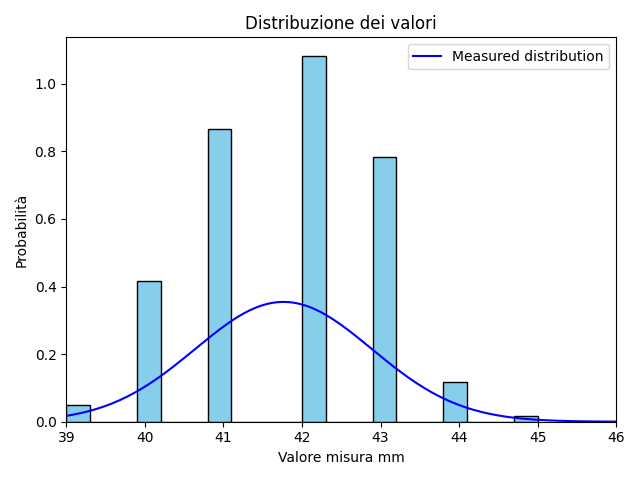 Distribuzione dei valori
Measured distribution
Probabilità
1.0
0.8
0.6
0.4
0.2
0.0
39 40 41 42 43 44 45 46
Valore misura mm